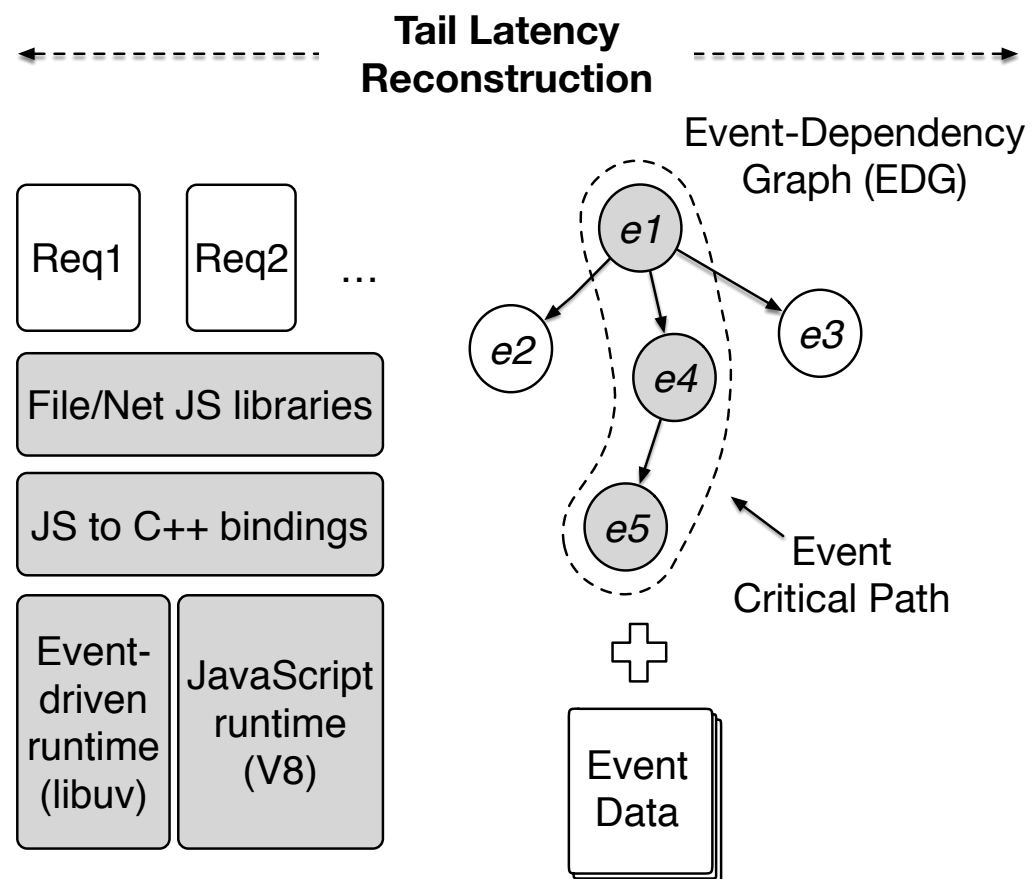 Tail Latency
Reconstruction
Event-Dependency
Graph (EDG)
Req1
Req2
...
e1
e2
e3
e4
e5
File/Net JS libraries
JS to C++ bindings
Event
Critical Path
Event-
driven
runtime
(libuv)
JavaScript
runtime
(V8)
Event
Data